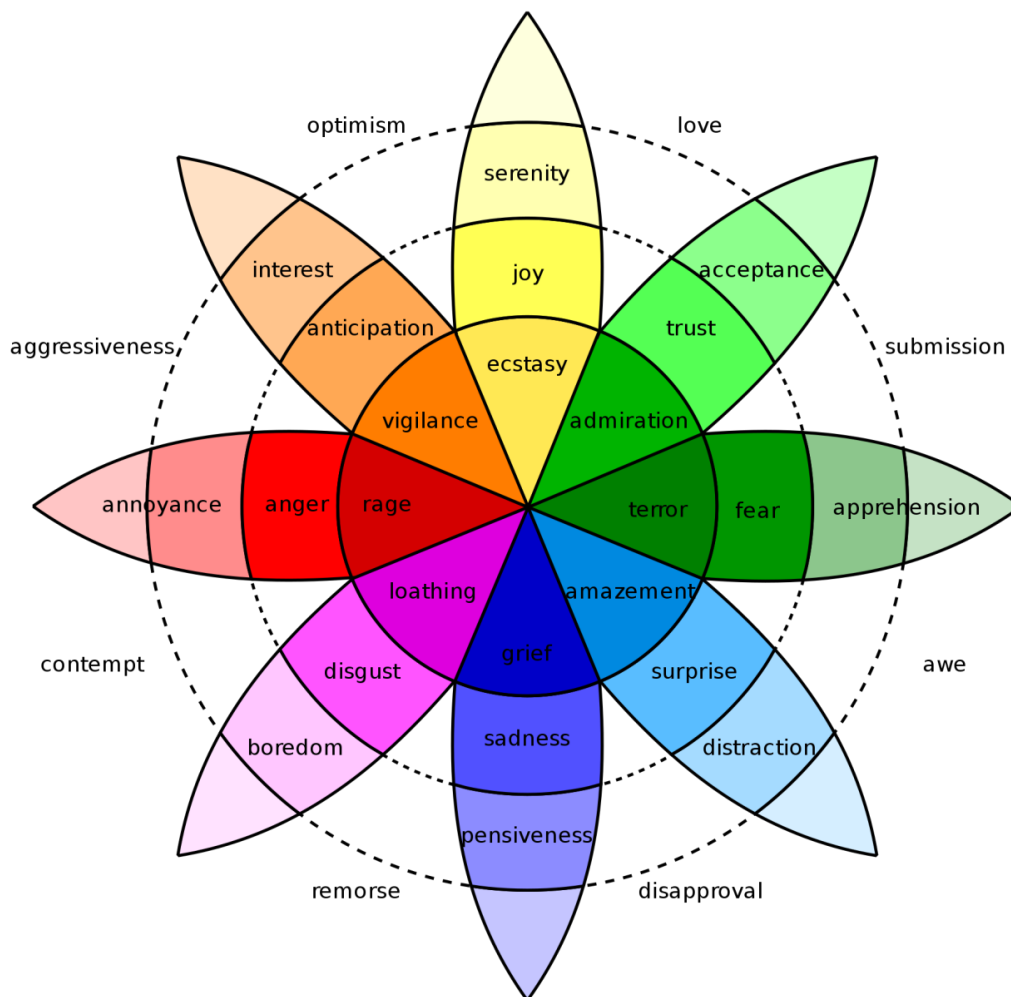 optimism
love
serenity
interest
acceptance
joy
anticipation
trust
aggressiveness
submission
ecstasy
vigilance
admiration
annoyance
anger
rage
terror
fear
apprehension
loathing
amazement
grief
contempt
awe
disgust
surprise
sadness
boredom
distraction
pensiveness
remorse
disapproval